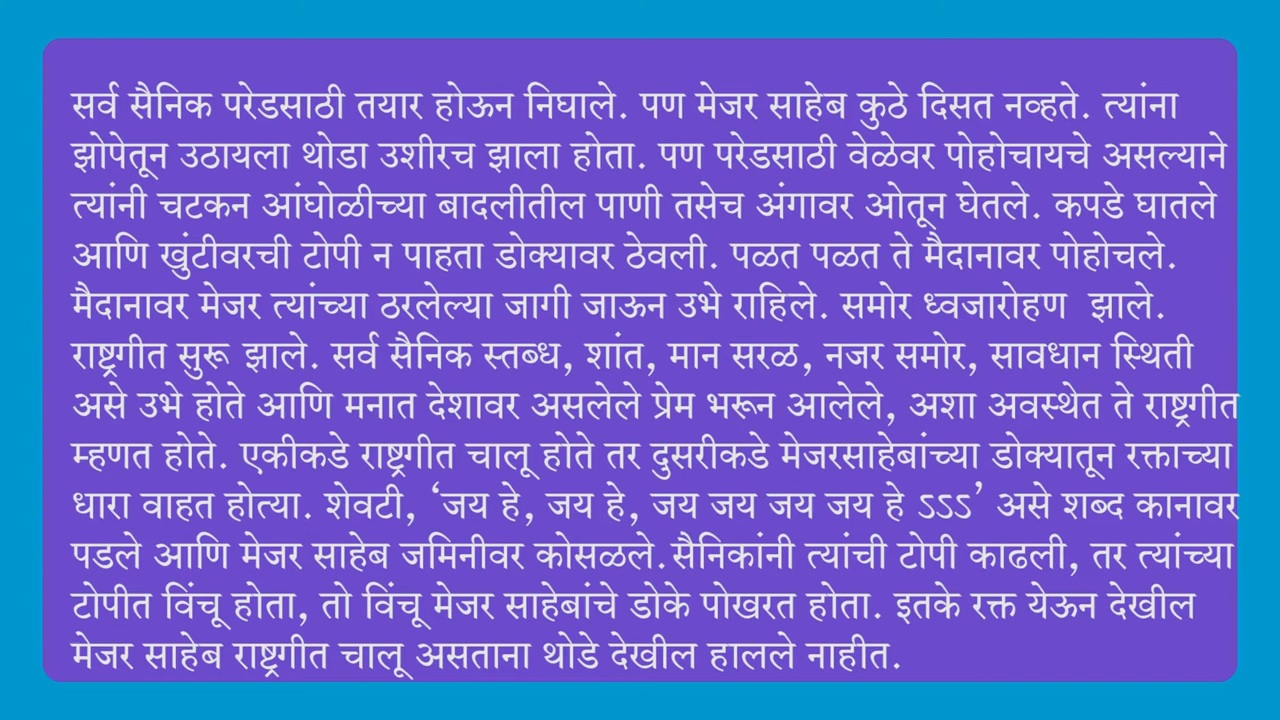 सर्व सैनिक परेडसाठी तयार होऊन निघाले. पण मेजर साहेब कुठे दिसत नव्हते. त्यांना
झोपेतून उठायला थोडा उशीरच झाला होता. पण परेडसाठी वेळेवर पोहोचायचे असल्याने
त्यांनी चटकन आंघोळीच्या बादलीतील पाणी तसेच अंगावर ओतून घेतले. कपडे घातले
आणि खुंटीवरची टोपी न पाहता डोक्यावर ठेवली. पळत पळत ते मैदानावर पोहोचले.
मैदानावर मेजर त्यांच्या ठरलेल्या जागी जाऊन उभे राहिले. समोर ध्वजारोहण झाले.
राष्ट्रगीत सुरू झाले. सर्व सैनिक स्तब्ध, शांत, मान सरळ, नजर समोर, सावधान स्थिती
असे उभे होते आणि मनात देशावर असलेले प्रेम भरून आलेले, अशा अवस्थेत ते राष्ट्रगीत
म्हणत होते. एकीकडे राष्ट्रगीत चालू होते तर दुसरीकडे मेजरसाहेबांच्या डोक्यातून रक्ताच्या
धारा वाहत होत्या. शेवटी, ‘जय हे, जय हे, जय जय जय जय हे ऽऽऽ’ असे शब्द कानावर
पडले आणि मेजर साहेब जमिनीवर कोसळले. सैनिकांनी त्यांची टोपी काढली, तर त्यांच्या
टोपीत विंचू होता, तो विंचू मेजर साहेबांचे डोके पोखरत होता. इतके रक्त येऊन देखील
मेजर साहेब राष्ट्रगीत चालू असताना थोडे देखील हालले नाहीत.